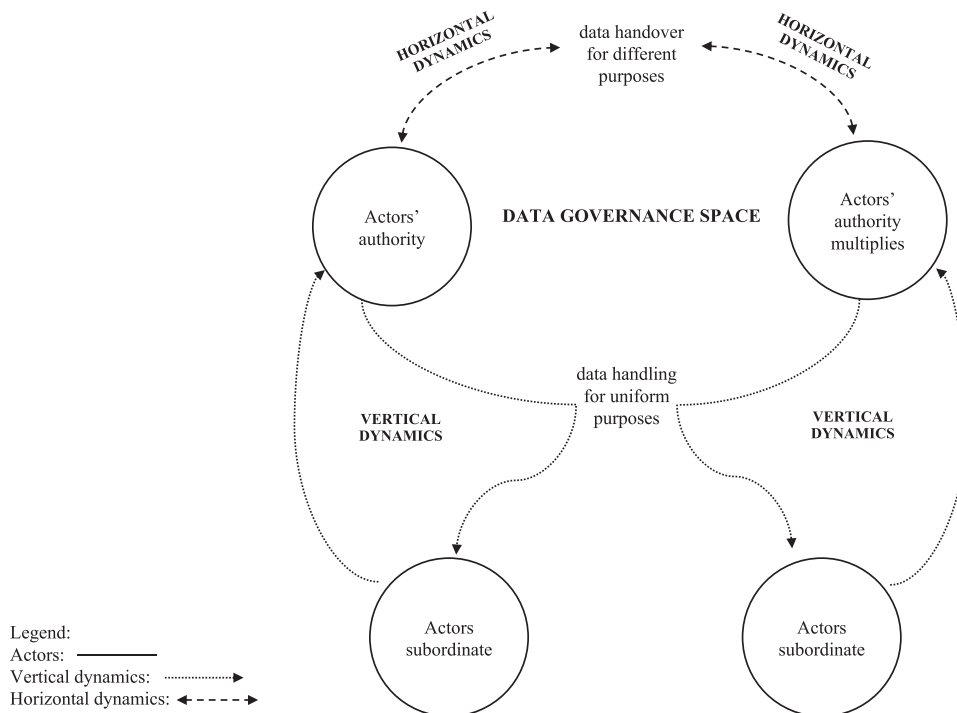 HORIZONTAL
DYNAMICS
data handover
for different
purposes
HORIZONTAL
DYNAMICS
Actors’
authority
DATA GOVERNANCE SPACE
Actors’
authority
multiplies
data handling
for uniform
purposes
VERTICAL
DYNAMICS
VERTICAL
DYNAMICS
Actors
subordinate
Actors
subordinate
Legend:
Actors:
Vertical dynamics:
Horizontal dynamics: